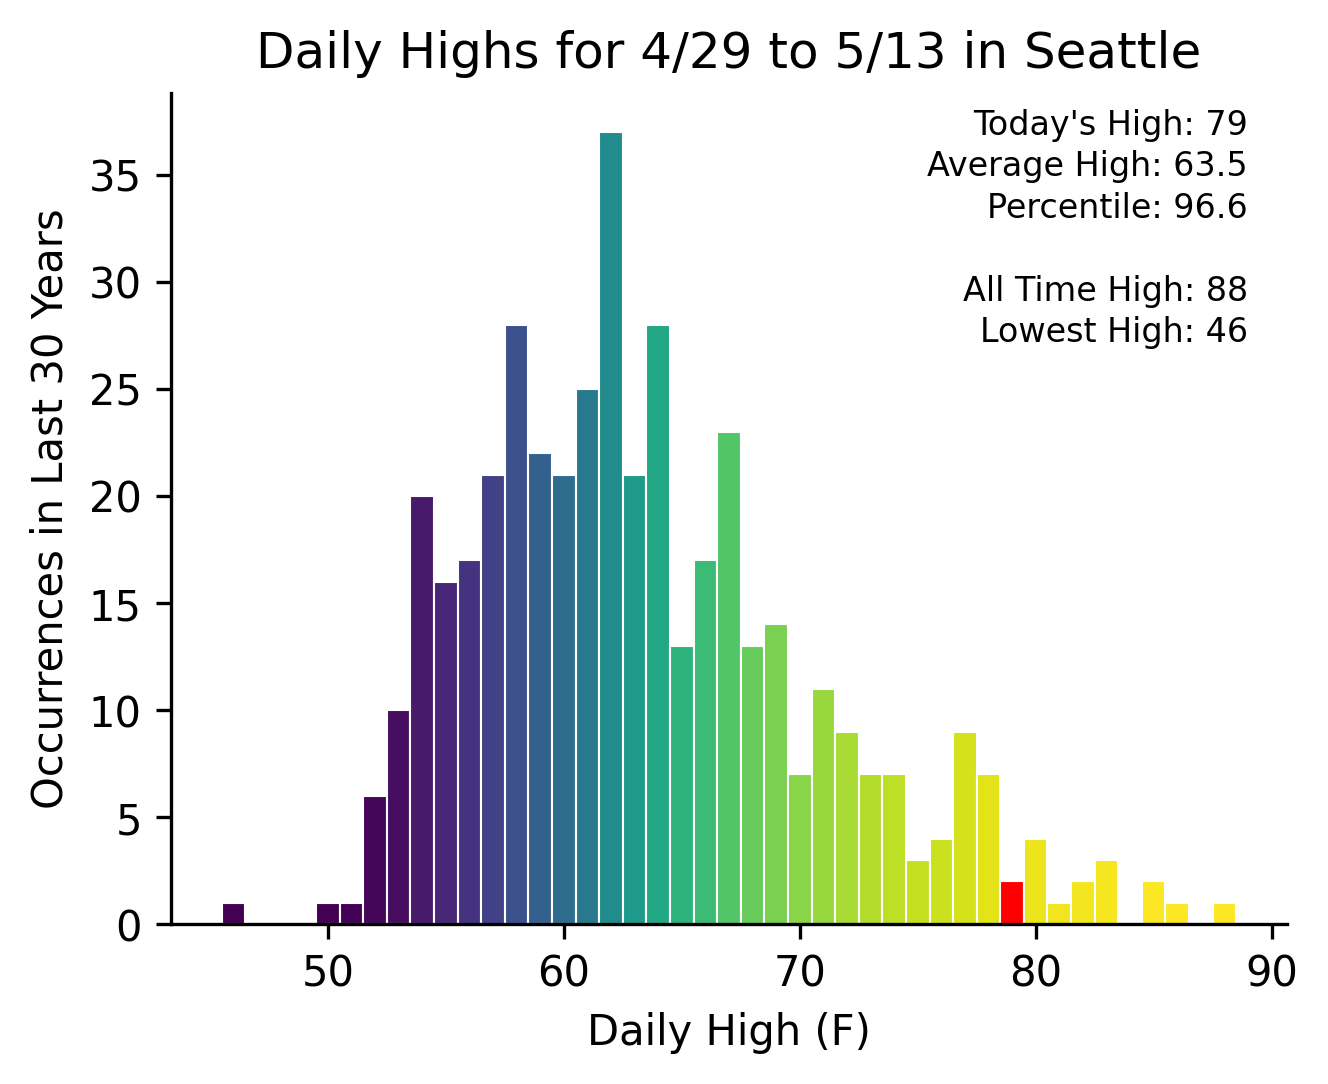 Daily Highs for 4/29 to 5/13 in Seattle
Today's High: 79
Average High: 63.5
Percentile: 96.6
All Time High: 88
Lowest High: 46
Occurrences in Last 30 Years
35
30
25
20
15
10
5
0
50 60 70 80 90
Daily High (F)